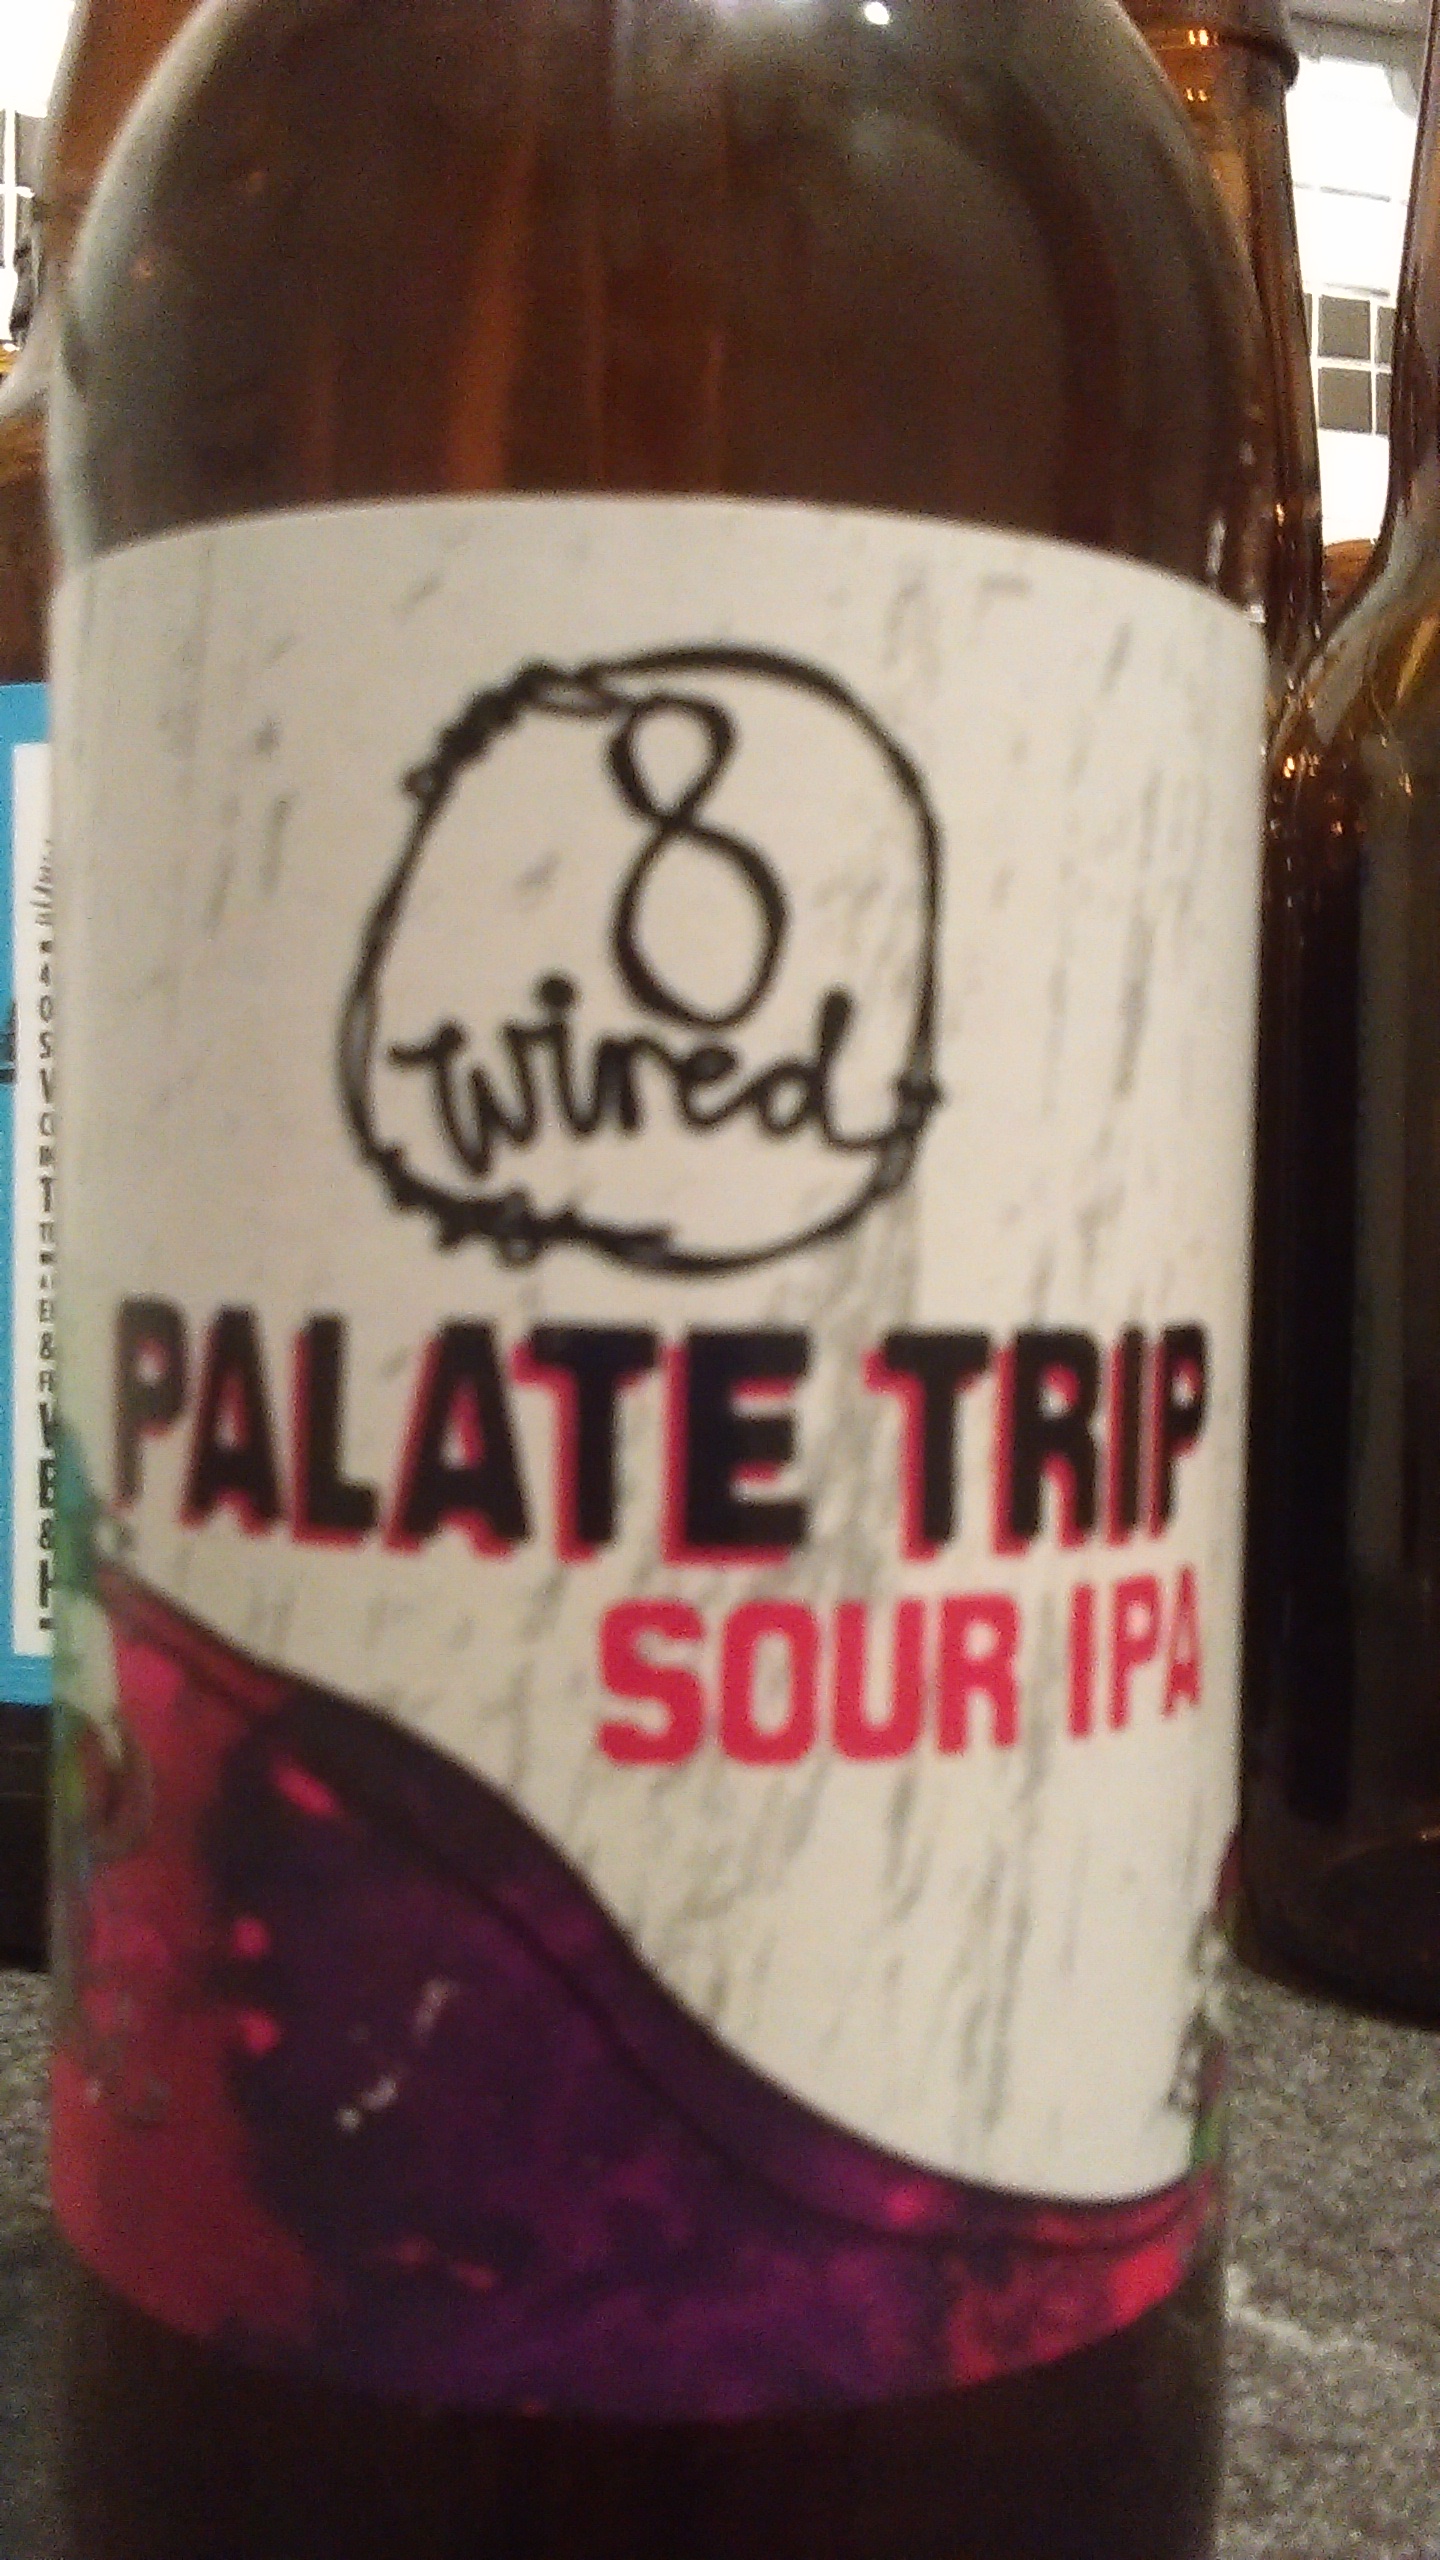 8
wired
PALATE TRIP
SOUR IPA